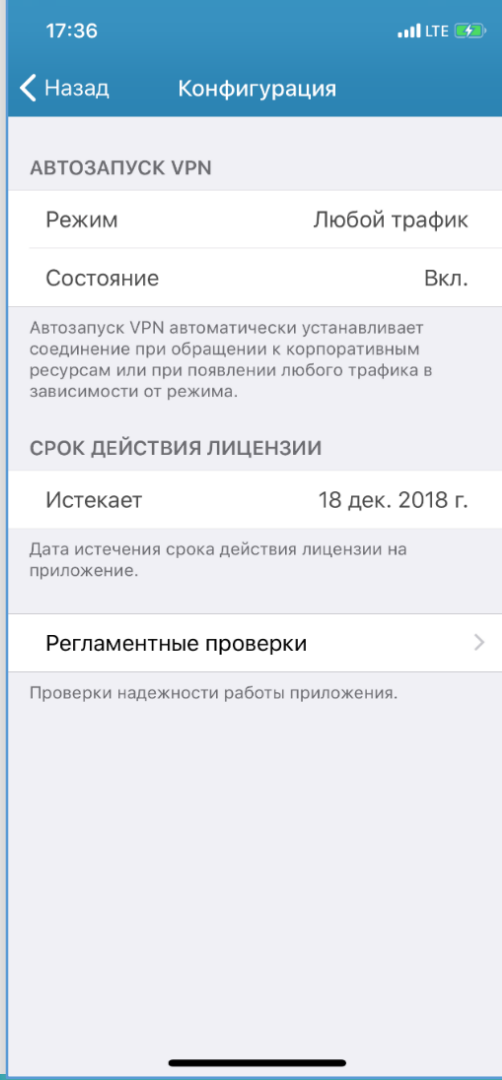 17:36
LTE
Назад
Конфигурация
АВТОЗАПУСК VPN
Режим
Любой трафик
Состояние
Вкл.
Автозапуск VPN автоматически устанавливает
соединение при обращении к корпоративным
ресурсам или при появлении любого трафика в
зависимости от режима.
СРОК ДЕЙСТВИЯ ЛИЦЕНЗИИ
Истекает
18 дек. 2018 г.
Дата истечения срока действия лицензии на
приложение.
Регламентные проверки
Проверки надежности работы приложения.